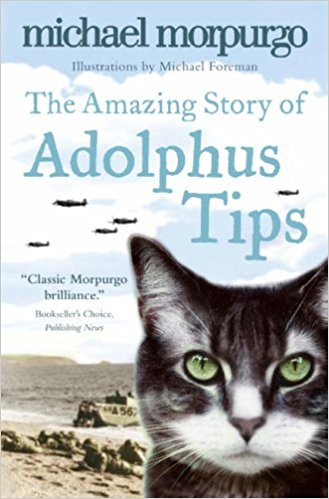 michael morpurgo
Illustrations by Michael Foreman
The Amazing Story of
Adolphus
Tips
“Classic Morpurgo
brilliance.”
Bookseller's Choice,
Publishing News
A 56